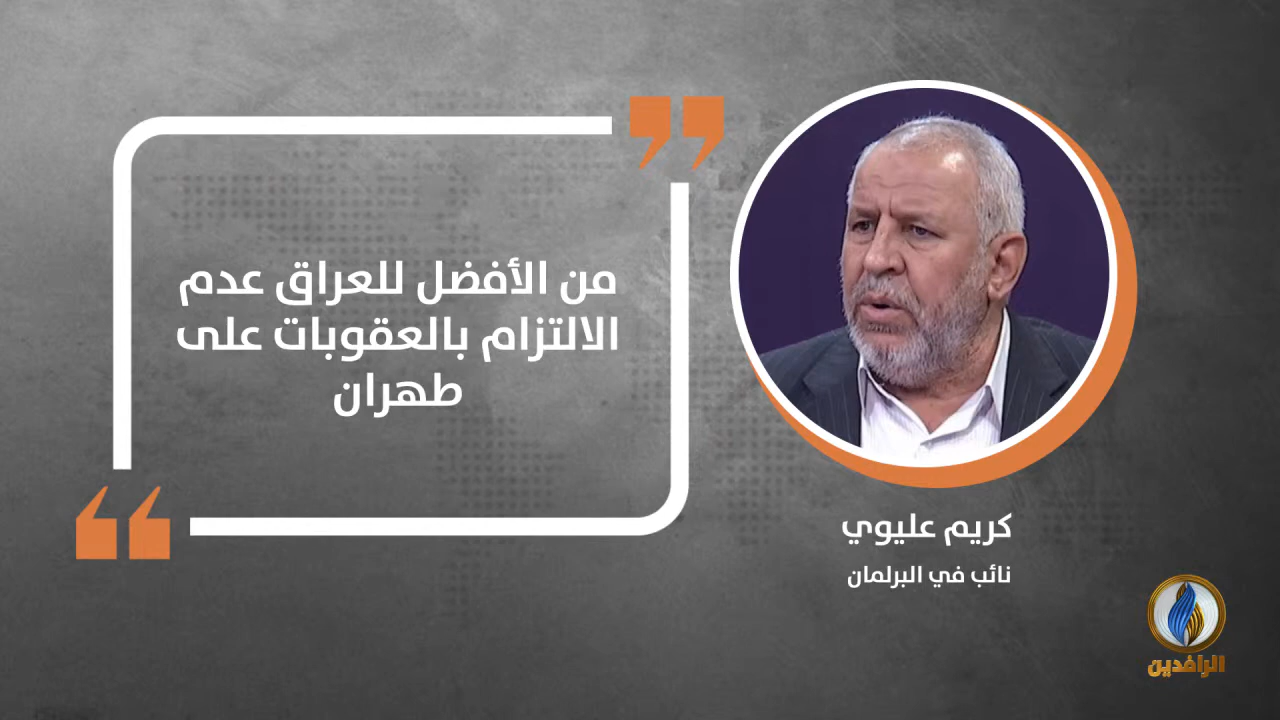 من الأفضل للعراق عدم
الالتزام بالعقوبات على
طهران
كريم عليوي
نائب في البرلمان
الرافدين